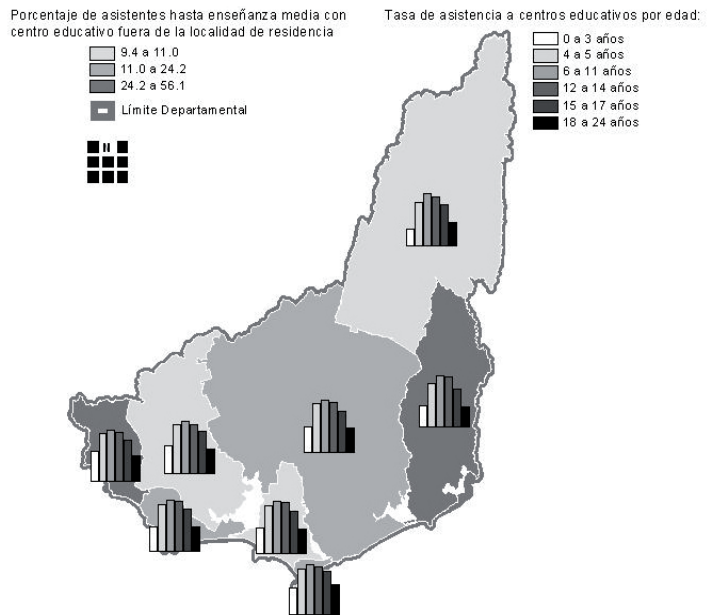 Porcentaje de asistentes hasta enseñanza media con
centro educativo fuera de la localidad de residencia
9.4 a 11.0
11.0 a 24.2
24.2 a 56.1
Límite Departamental
Tasa de asistencia a centros educativos por edad:
0 a 3 años
4 a 5 años
6 a 11 años
12 a 14 años
15 a 17 años
18 a 24 años